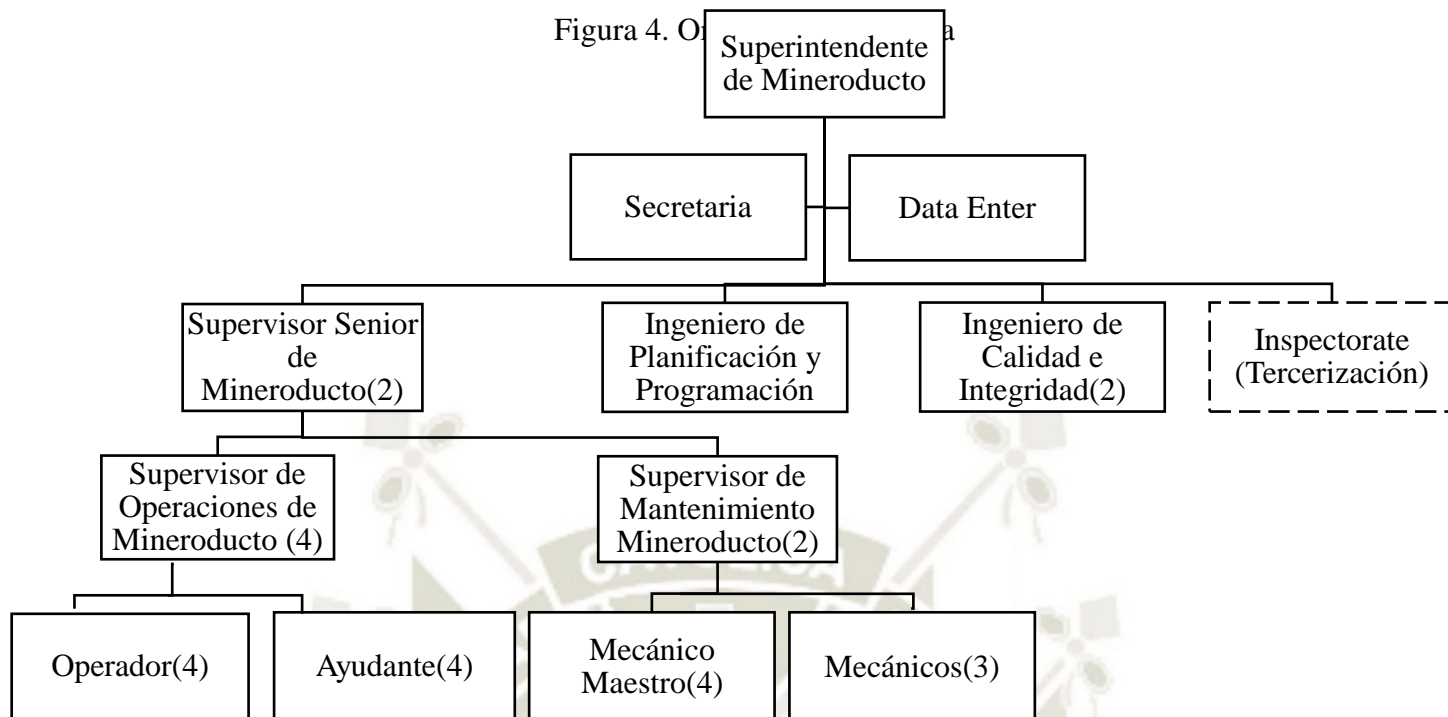 Figura 4. O
a
Superintendente
de Mineroducto
Secretaria
Data Enter
Supervisor Senior
de
Mineroducto(2)
Ingeniero de
Planificación y
Programación
Ingeniero de
Calidad e
Integridad(2)
Inspectorate
(Tercerización)
Supervisor de
Operaciones de
Mineroducto (4)
Supervisor de
Mantenimiento
Mineroducto(2)
CATOLICA
Operador(4)
Ayudante(4)
Mecánico
Maestro(4)
Mecánicos(3)